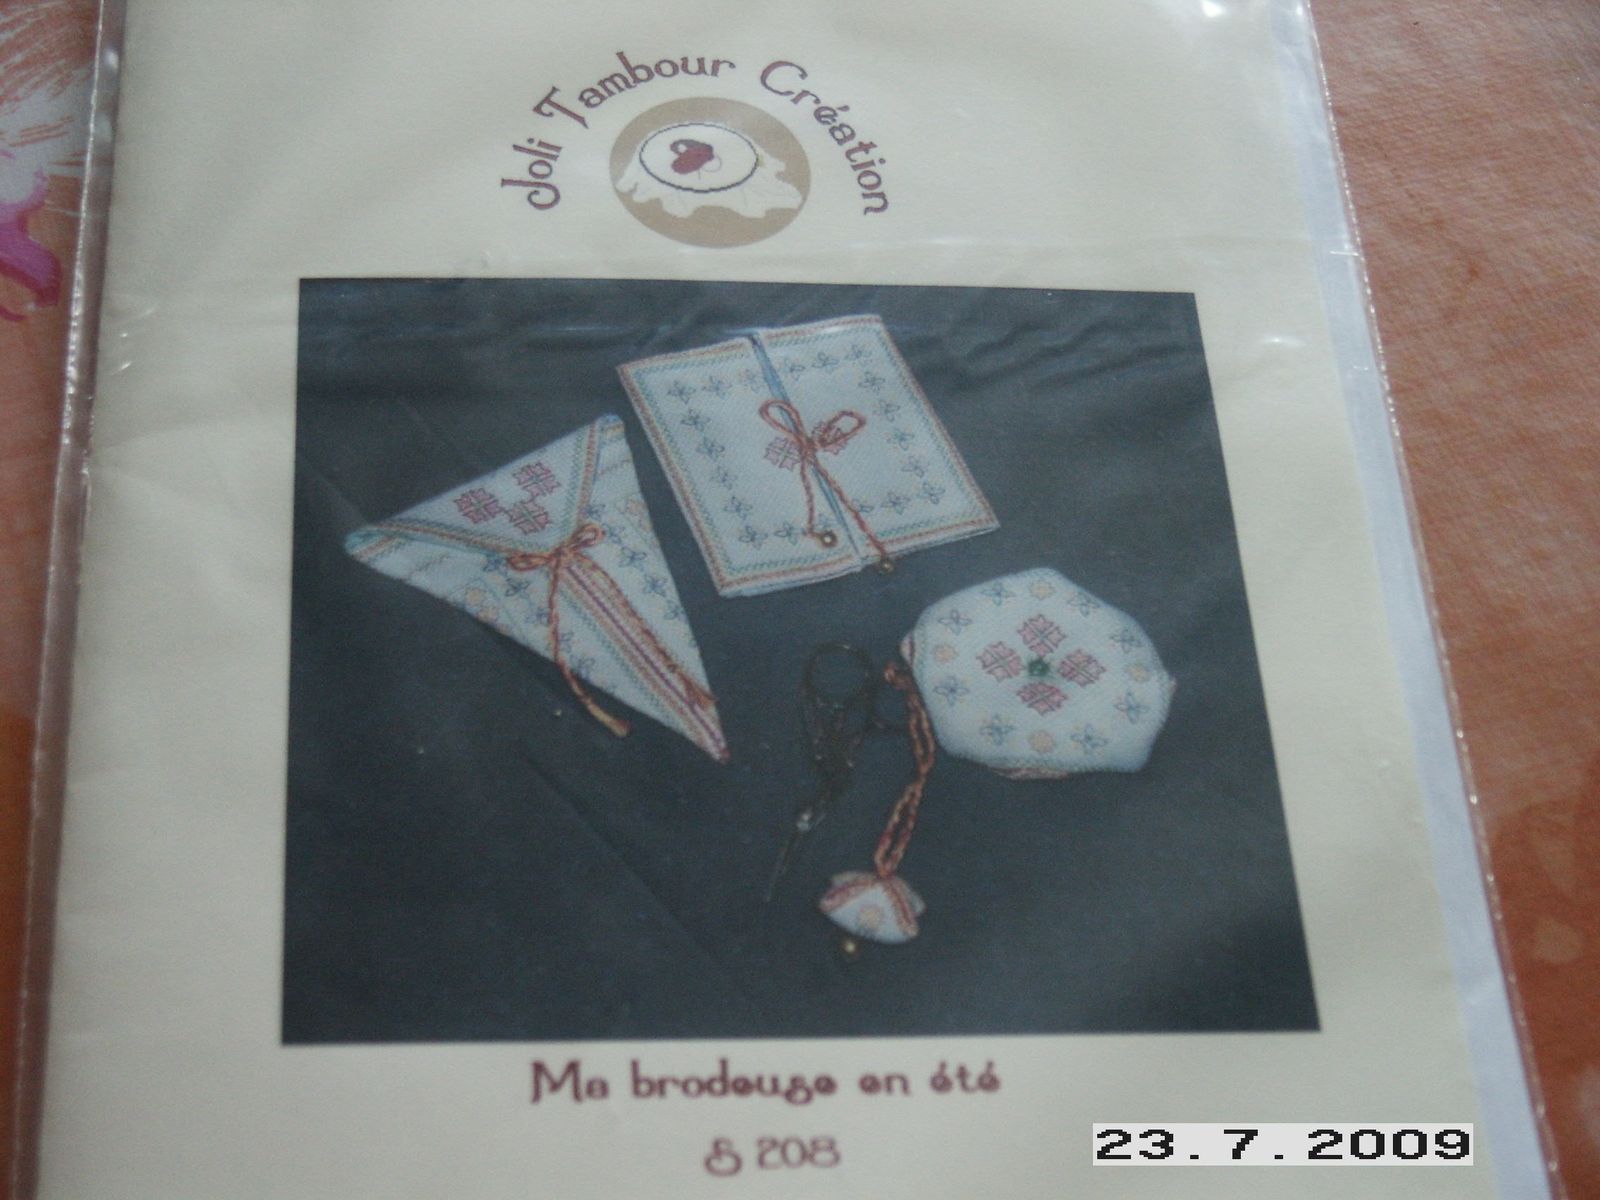 Joli Tambour Création
Ma brodeuse en été
S 208
23.7.2009